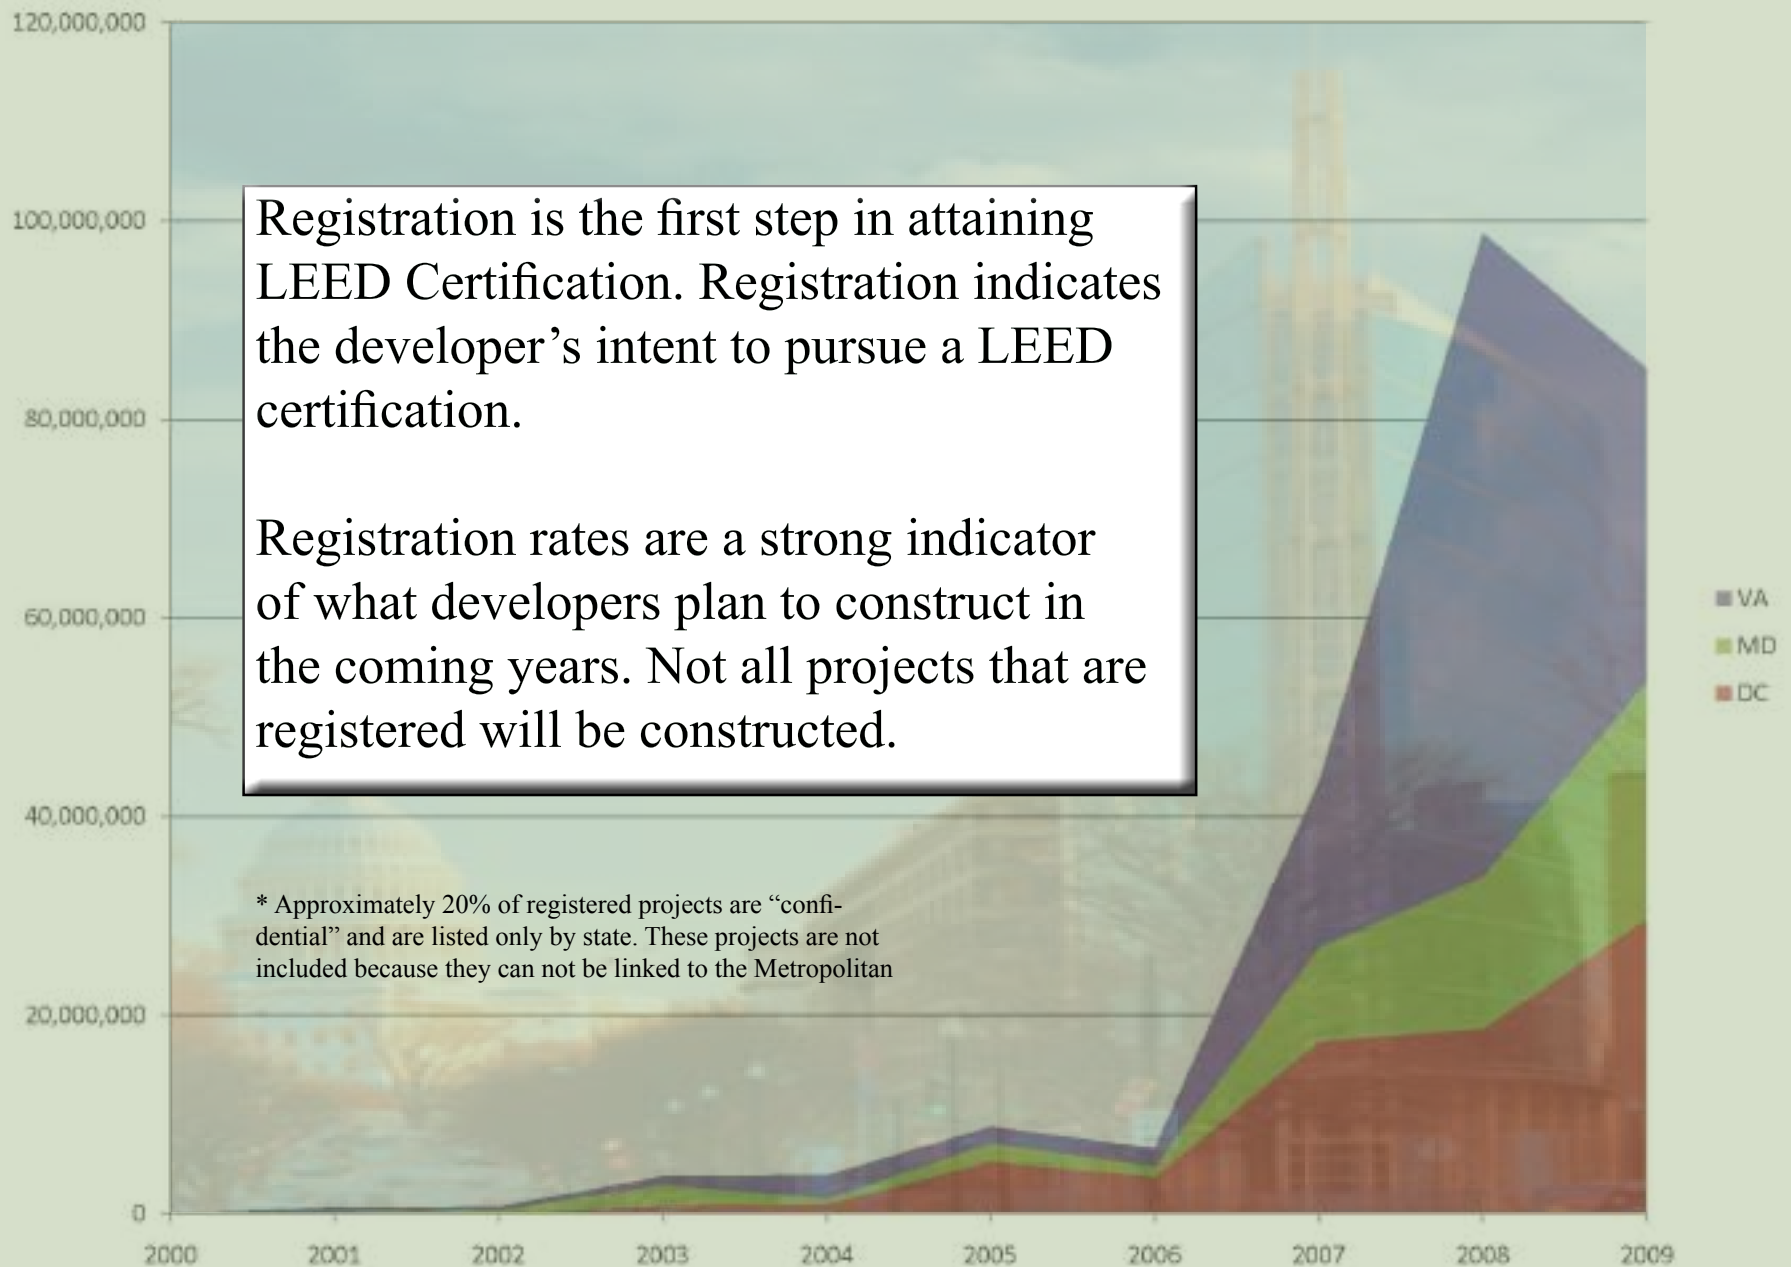 120,000,000
100,000,000
80,000,000
60,000,000
40,000,000
20,000,000
0
Registration is the first step in attaining
LEED Certification. Registration indicates
the developer’s intent to pursue a LEED
certification.
Registration rates are a strong indicator
of what developers plan to construct in
the coming years. Not all projects that are
registered will be constructed.
* Approximately 20% of registered projects are “confi-
dential” and are listed only by state. These projects are not
included because they can not be linked to the Metropolitan
VA
MD
DC
2000 2001 2002 2003 2004 2005 2006 2007 2008 2009